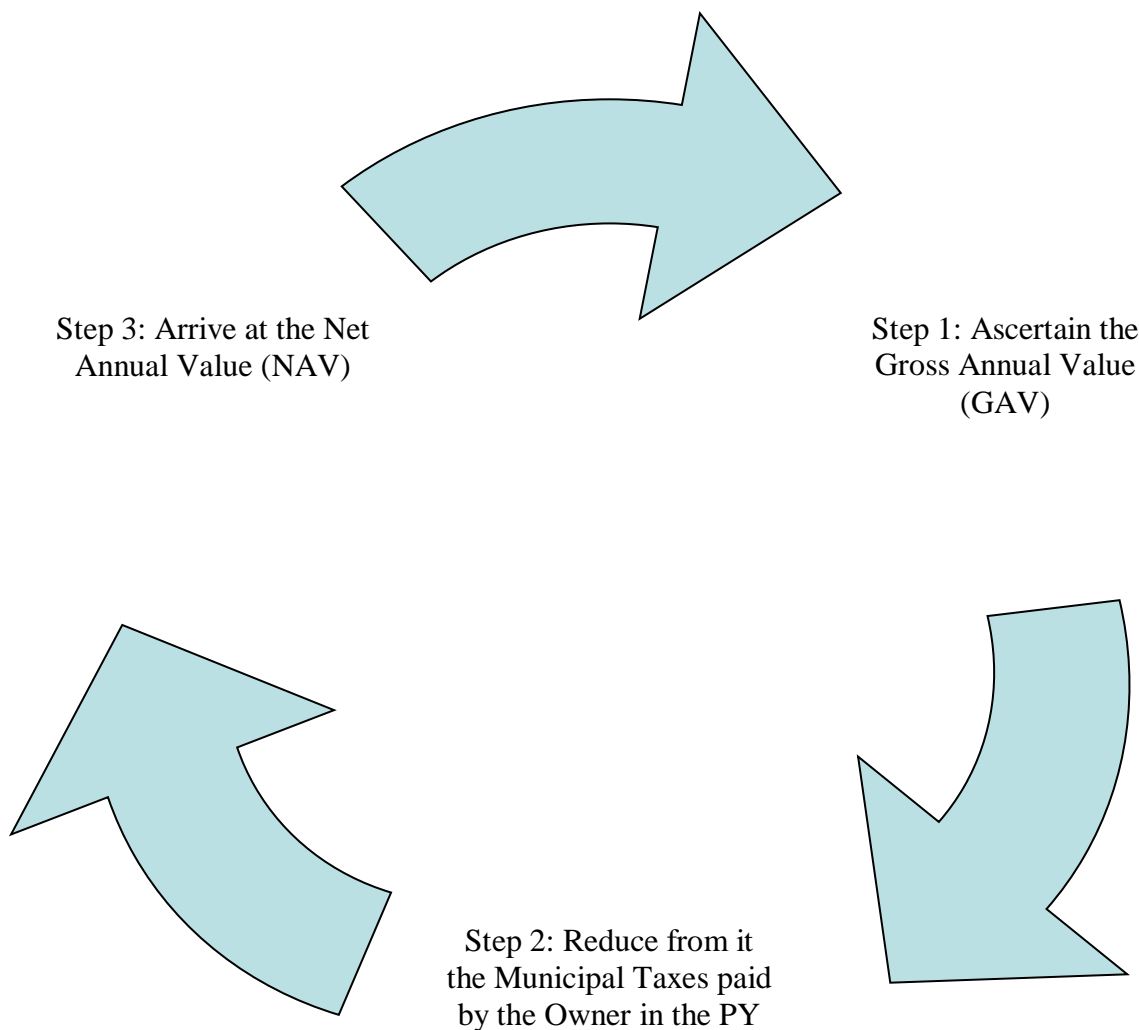 Step 3: Arrive at the Net
Annual Value (NAV)
Step 1: Ascertain the
Gross Annual Value
(GAV)
Step 2: Reduce from it
the Municipal Taxes paid
by the Owner in the PY